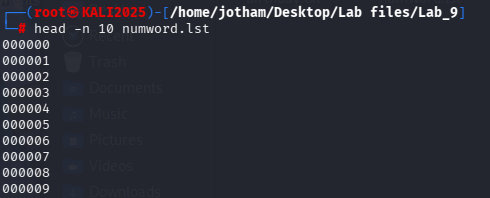 ┌──(root㉿KALI2025)-[/home/jotham/Desktop/Lab files/Lab_9]
└─# head -n 10 numword.lst
000000
000001
000002
Trash
000003
Documents
000004
000005
Music
000006
Pictures
000007
Videos
000008
000009
Downloads